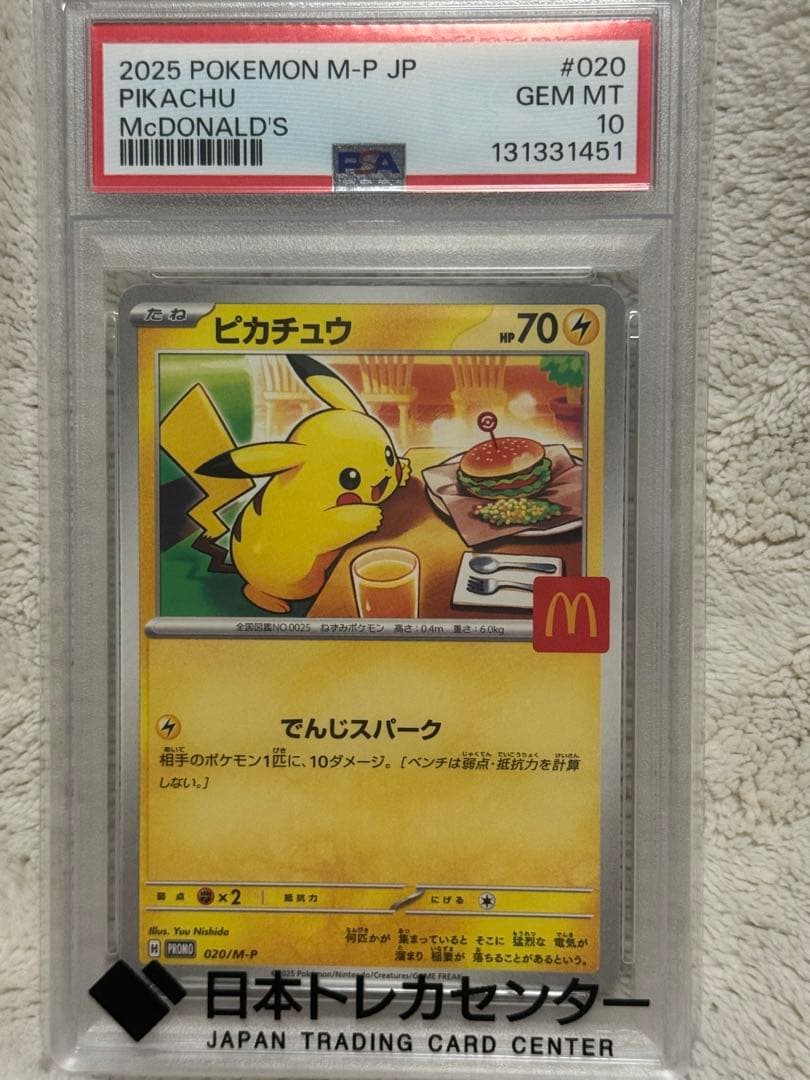 2025 POKEMON M-P JP #020
PIKACHU GEM MT
McDONALD'S 10
PSA 131331451
たね ピカチュウ HP 70
M
全国図鑑NO.0025 ねずみポケモン 高さ:0.4m 重さ:6.0kg
でんじスパーク
相手のポケモン1匹に、10ダメージ。[ベンチは弱点・抵抗力を計算
しない。]
弱点 ×2 抵抗力 にげる
Illus. Yuu Nishida
何匹かが 集まっていると そこに 猛烈な 電気が
溜まり 稲妻が 落ちることがあるという。
H PROMO 020/M-P
©2025 Pokémon/Nintendo/Creatures/GAME FREAK
日本トレカセンター
JAPAN TRADING CARD CENTER